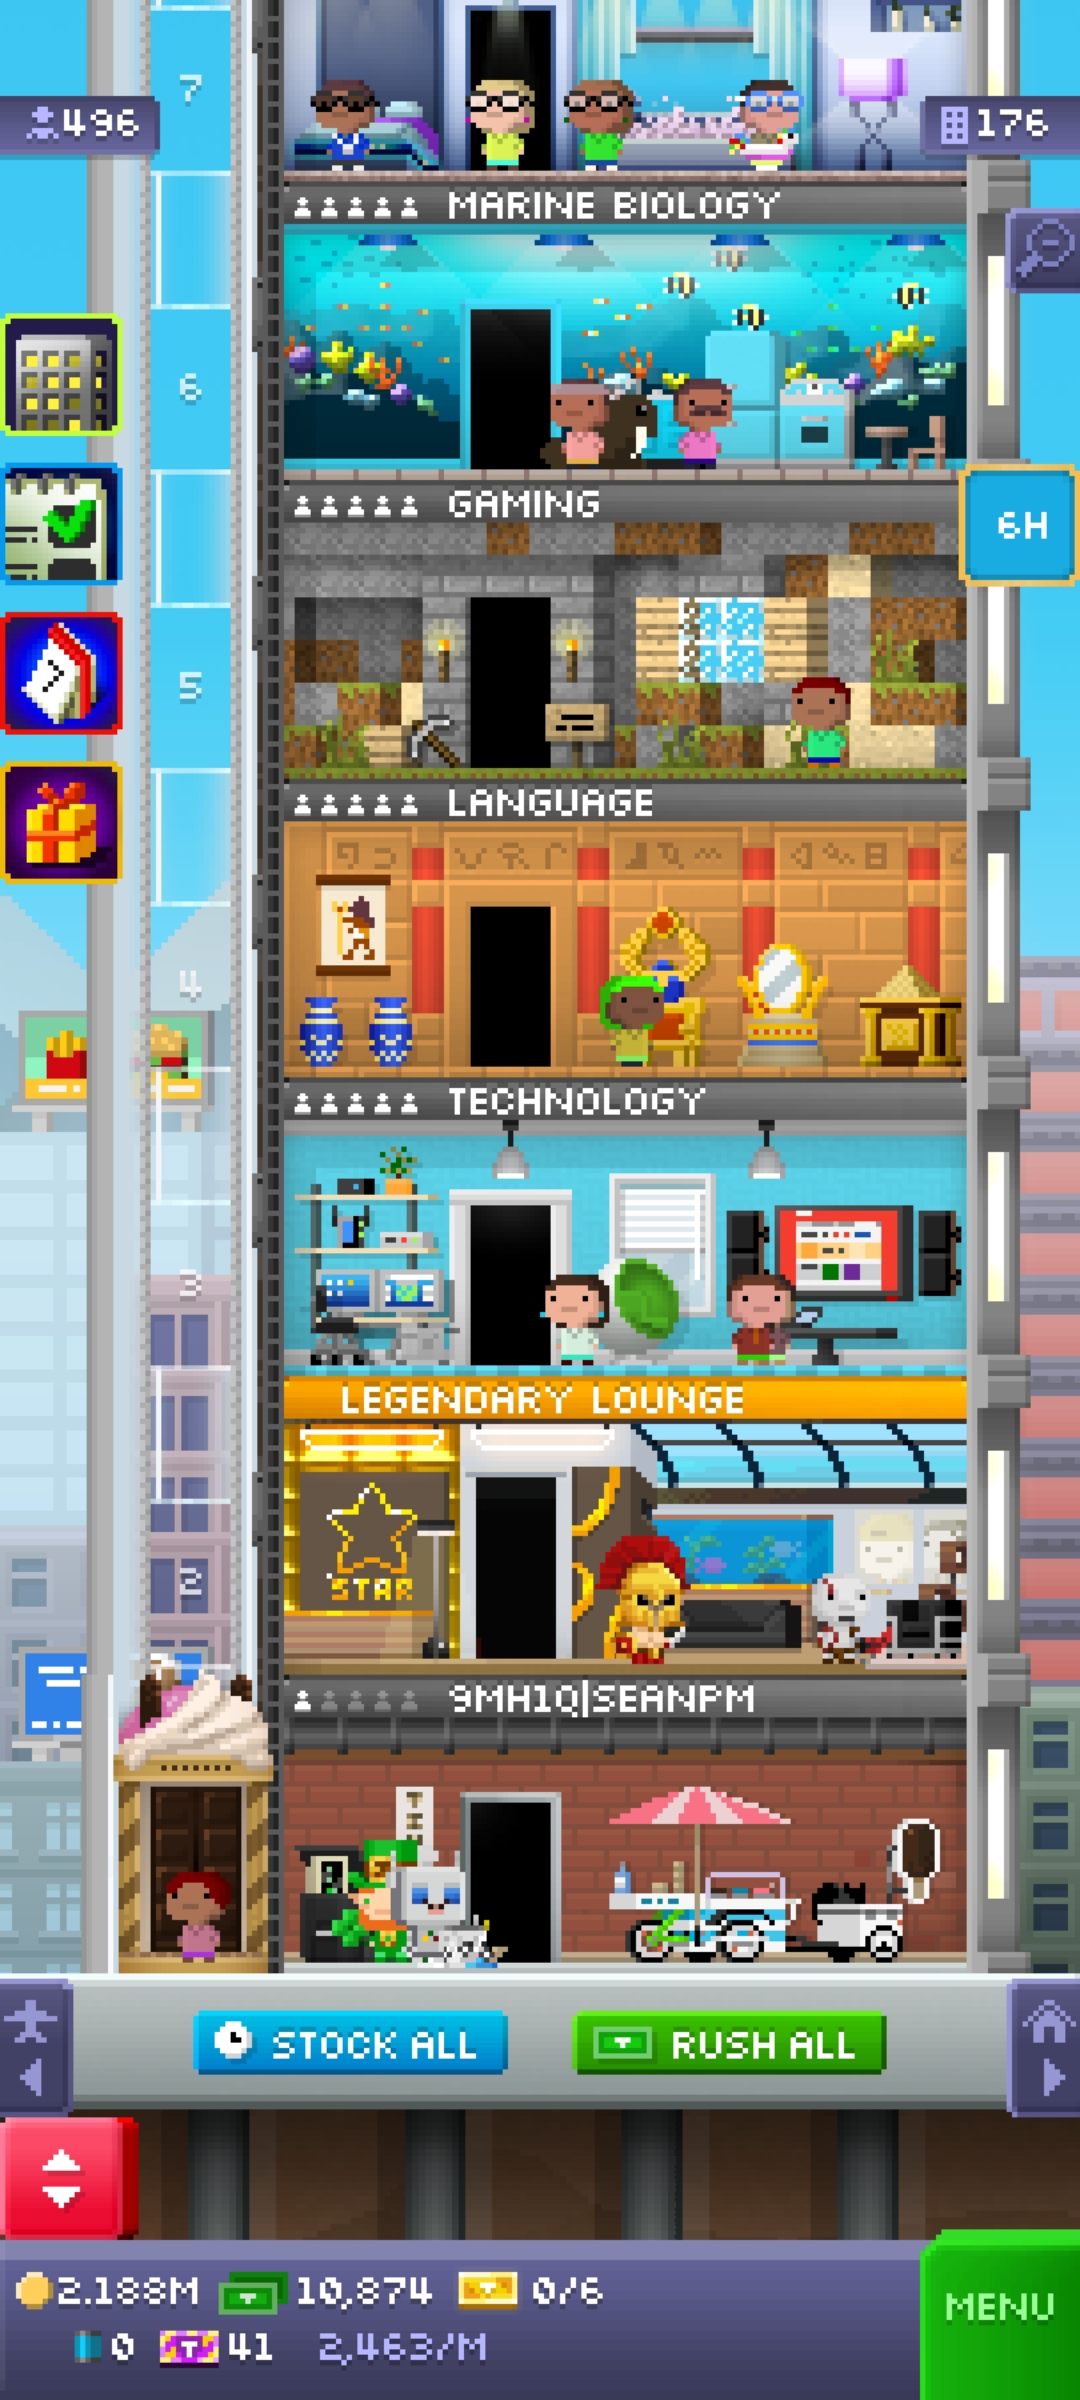 7
496
176
MARINE BIOLOGY
6
GAMING
6H
5
LANGUAGE
4
TECHNOLOGY
3
LEGENDARY LOUNGE
STAR
2
9MH1Q|SEANPM
STOCK ALL
RUSH ALL
2.188M 10,874 0/6
0 41 2,463/M
MENU